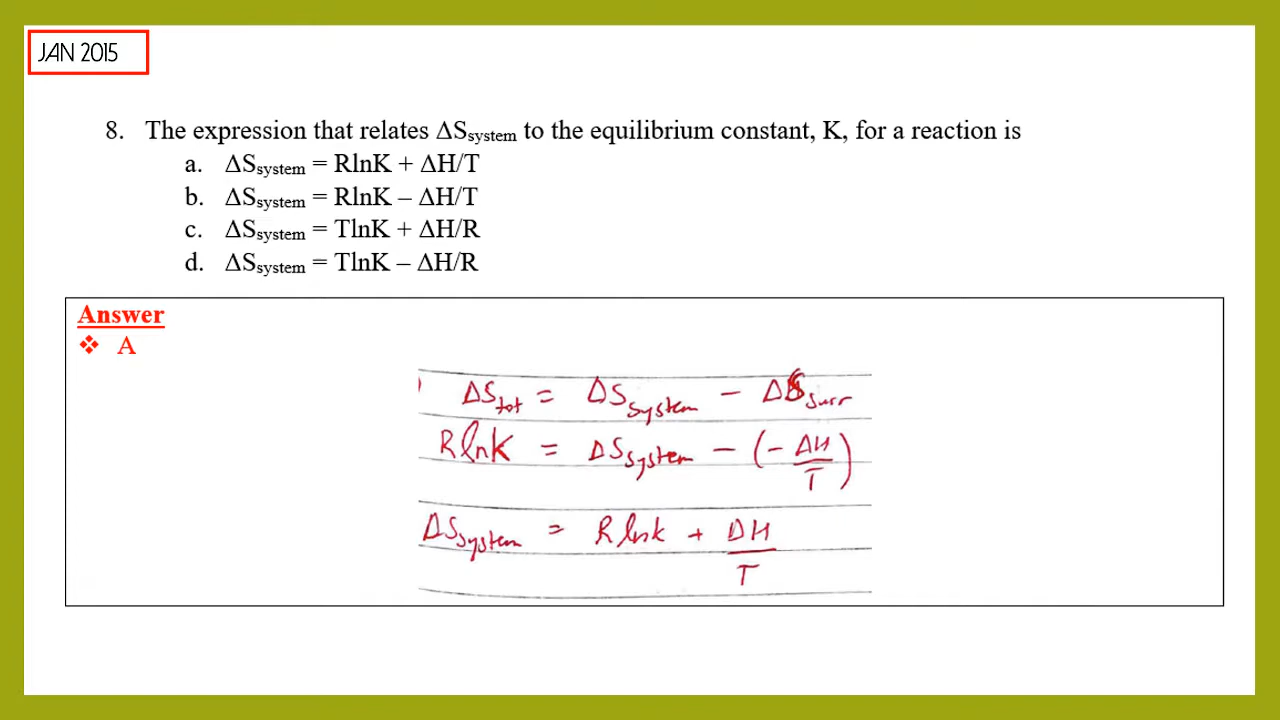 JAN 2015
8. The expression that relates ΔSsystem to the equilibrium constant, K, for a reaction is
a. ΔSsystem = RlnK + ΔH/T
b. ΔSsystem = RlnK – ΔH/T
c. ΔSsystem = TlnK + ΔH/R
d. ΔSsystem = TlnK – ΔH/R
Answer
❖ A
) ΔStot = ΔSsystem - ΔSsurr
RlnK = ΔSsystem - (- ΔH/T)
ΔSsystem = Rlnk + ΔH/T